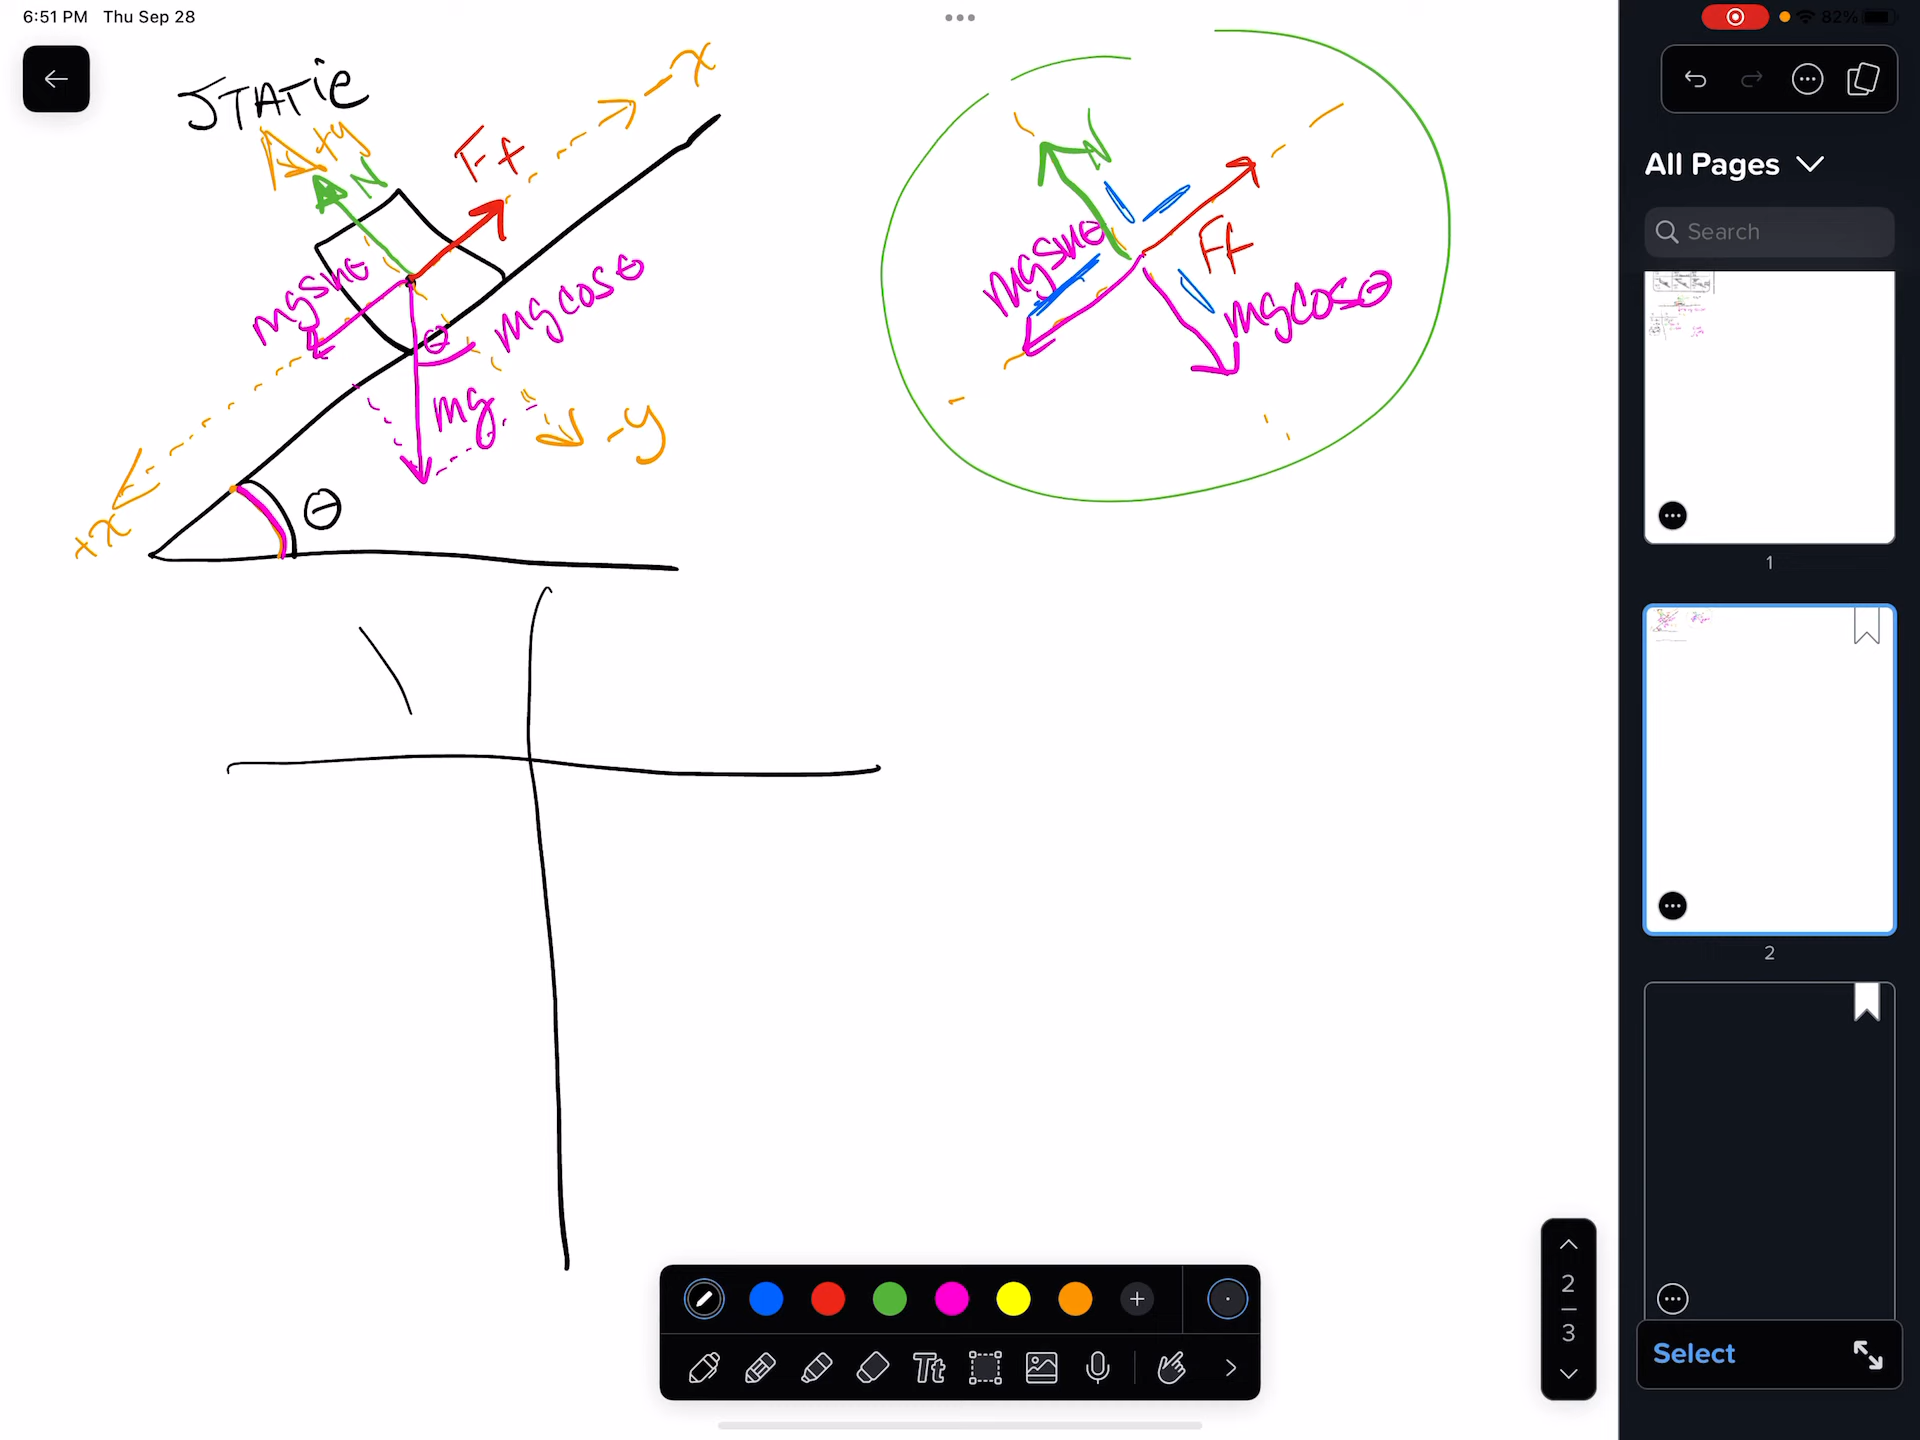 6:51 PM Thu Sep 28
82%
STATIC
-x
+y
N
Ff
mgsinθ
mgcosθ
θ
mg
-y
+x
θ
N
mgsinθ
Ff
mgcosθ
All Pages
Search
1
2
Tt
2
3
Select